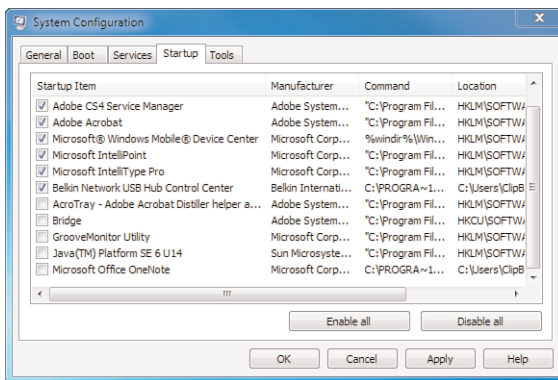 System Configuration
General Boot Services Startup Tools
Startup Item Manufacturer Command Location
Adobe CS4 Service Manager Adobe System... "C:\Program Fil... HKLM\SOFTWA
Adobe Acrobat Adobe System... "C:\Program Fil... HKLM\SOFTWA
Microsoft® Windows Mobile® Device Center Microsoft Corp... %windir%\Win... HKLM\SOFTWA
Microsoft IntelliPoint Microsoft Corp... "C:\Program Fil... HKLM\SOFTWA
Microsoft IntelliType Pro Microsoft Corp... "C:\Program Fil... HKLM\SOFTWA
Belkin Network USB Hub Control Center Belkin Internati... C:\PROGRA~1... C:\Users\ClipB
AcroTray - Adobe Acrobat Distiller helper a... Adobe System... "C:\Program Fil... HKLM\SOFTWA
Bridge Adobe System... "C:\Program Fil... HKCU\SOFTWA
GrooveMonitor Utility Microsoft Corp... "C:\Program Fil... HKLM\SOFTWA
Java(TM) Platform SE 6 U14 Sun Microsyste... "C:\Program Fil... HKLM\SOFTWA
Microsoft Office OneNote Microsoft Corp... C:\PROGRA~1... C:\Users\ClipB
Enable all Disable all
OK Cancel Apply Help